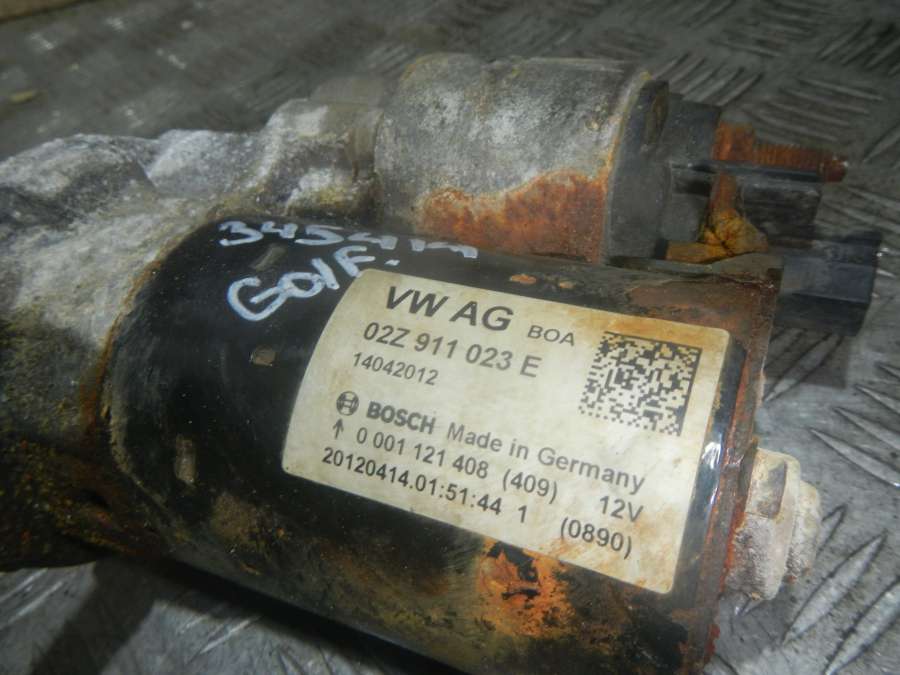 GOlF.
VW AG BOA
02Z 911 023 E
14042012
BOSCH Made in Germany
↑ 0 001 121 408 (409) 12V
20120414.01:51:44 1 (0890)